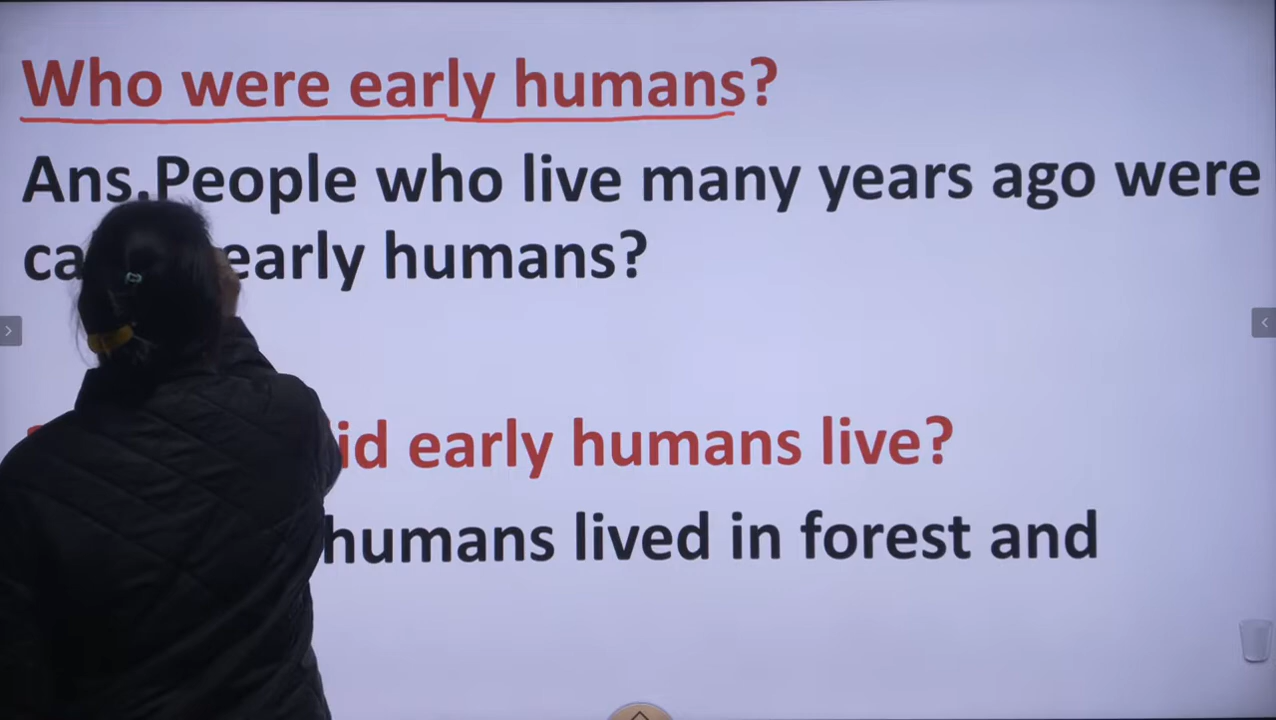 Who were early humans?
Ans.People who live many years ago were
early humans?
early humans live?
humans lived in forest and